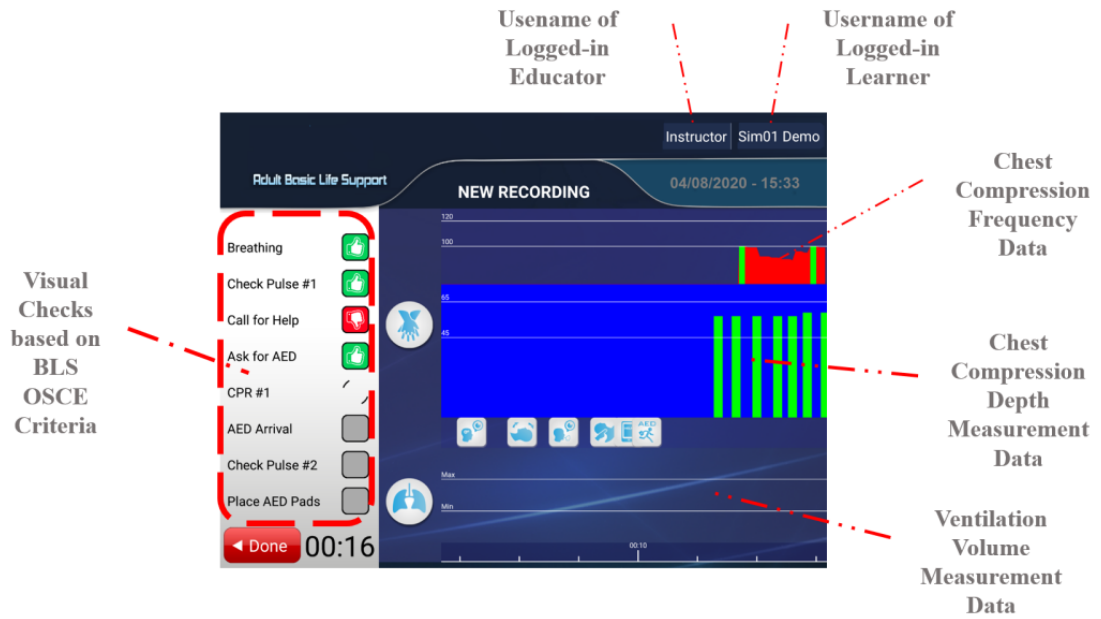 Usename of
Logged-in
Educator
Username of
Logged-in
Learner
Instructor
Sim01 Demo
Adult Basic Life Support
NEW RECORDING
04/08/2020 - 15:33
Chest
Compression
Frequency
Data
Visual
Checks
based on
BLS
OSCE
Criteria
Breathing
Check Pulse #1
Call for Help
Ask for AED
CPR #1
AED Arrival
Check Pulse #2
Place AED Pads
Done
00:16
120
100
65
45
AED
Max
Min
00:10
Chest
Compression
Depth
Measurement
Data
Ventilation
Volume
Measurement
Data